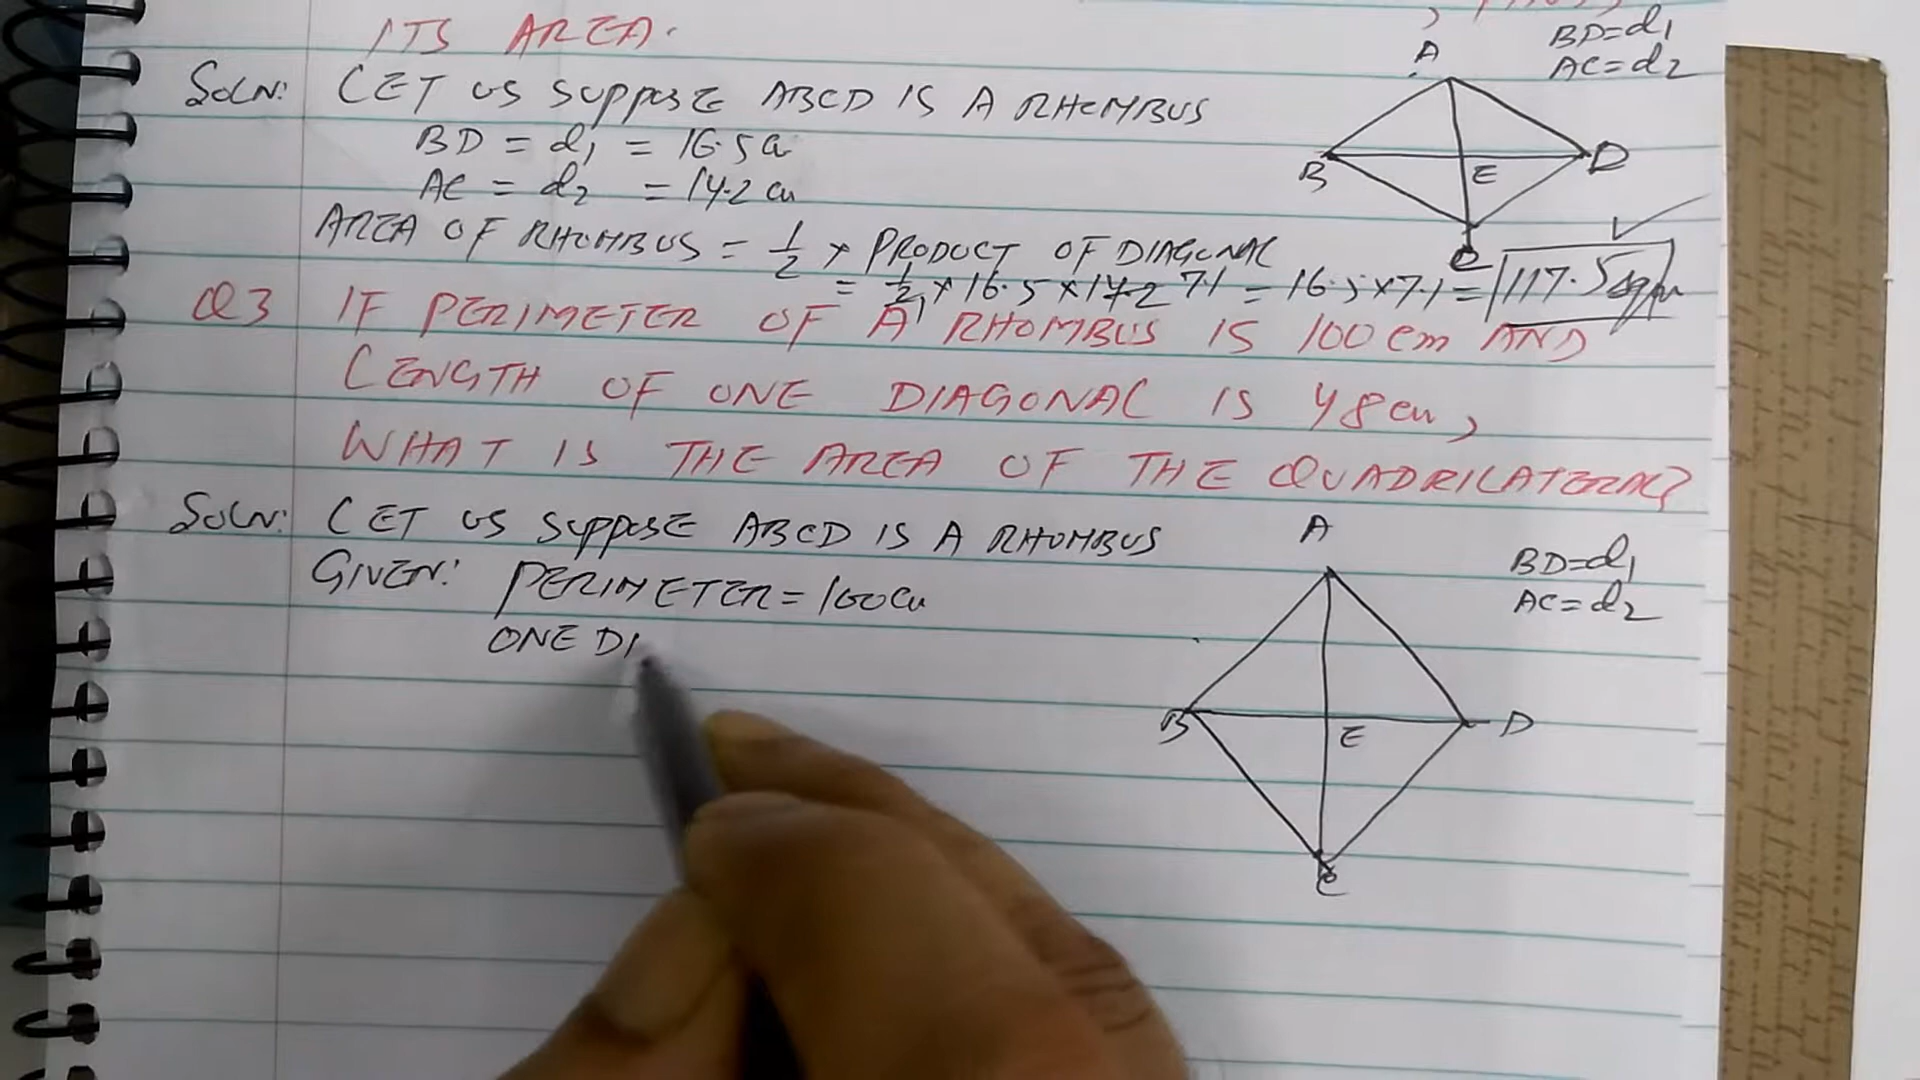 ITS AREA.
BD=d1
AC=d2
SOLN: LET US SUPPOSE ABCD IS A RHOMBUS
A
B
E
D
C
BD = d1 = 16.5 cm
AC = d2 = 14.2 cm
AREA OF RHOMBUS = 1/2 × PRODUCT OF DIAGONAL
= 1/2 × 16.5 × 14.2 7.1 = 16.5 × 7.1 = 117.5 sq cm
Q3 IF PERIMETER OF A RHOMBUS IS 100 cm AND
LENGTH OF ONE DIAGONAL IS 48 cm,
WHAT IS THE AREA OF THE QUADRILATERAL?
SOLN: LET US SUPPOSE ABCD IS A RHOMBUS
GIVEN: PERIMETER = 100 cm
ONE DI
A
BD=d1
AC=d2
B
E
D
C